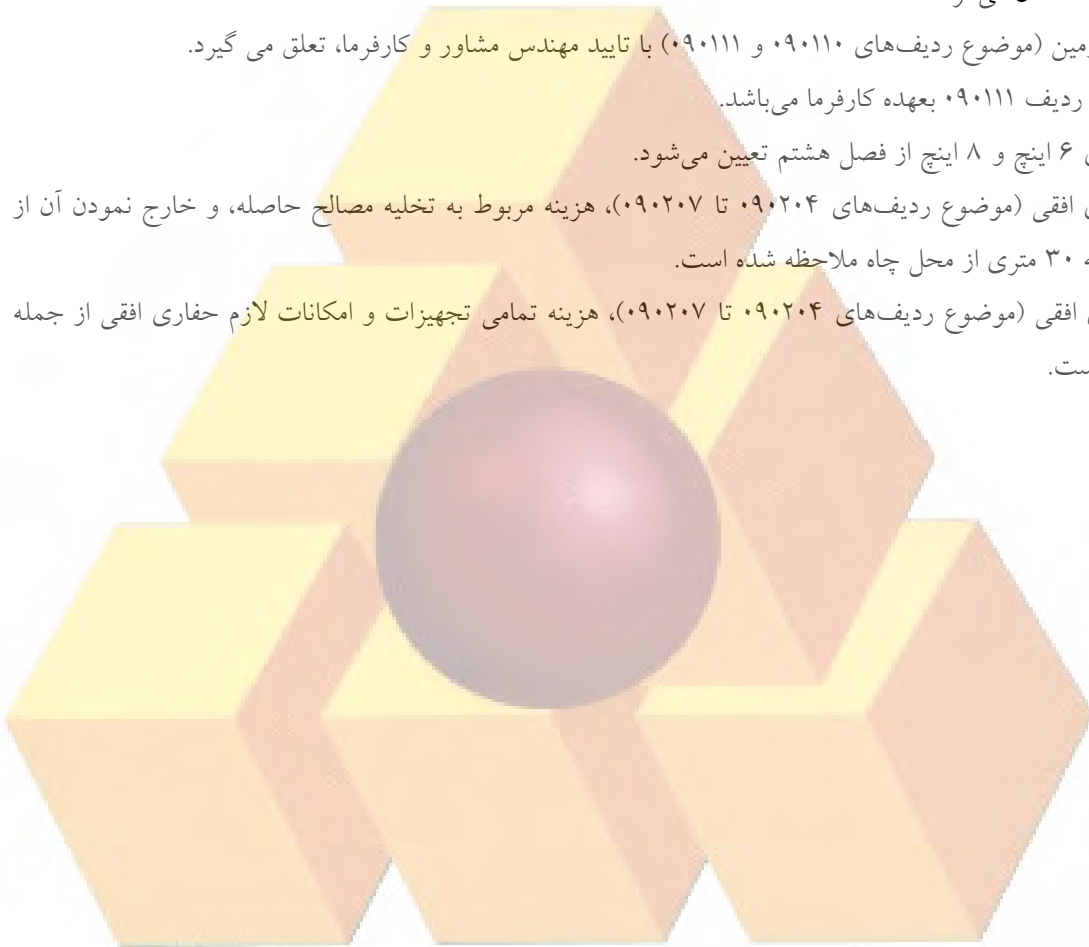 ومین (موضوع ردیف‌های ۰۹۰۱۱۰ و ۰۹۰۱۱۱) با تایید مهندس مشاور و کارفرما، تعلق می گیرد.
ردیف ۰۹۰۱۱۱ بعهده کارفرما می‌باشد.
۶ اینچ و ۸ اینچ از فصل هشتم تعیین می‌شود.
افقی (موضوع ردیف‌های ۰۹۰۲۰۴ تا ۰۹۰۲۰۷)، هزینه مربوط به تخلیه مصالح حاصله، و خارج نمودن آن از
۳۰ متری از محل چاه ملاحظه شده است.
افقی (موضوع ردیف‌های ۰۹۰۲۰۴ تا ۰۹۰۲۰۷)، هزینه تمامی تجهیزات و امکانات لازم حفاری افقی از جمله
ست.